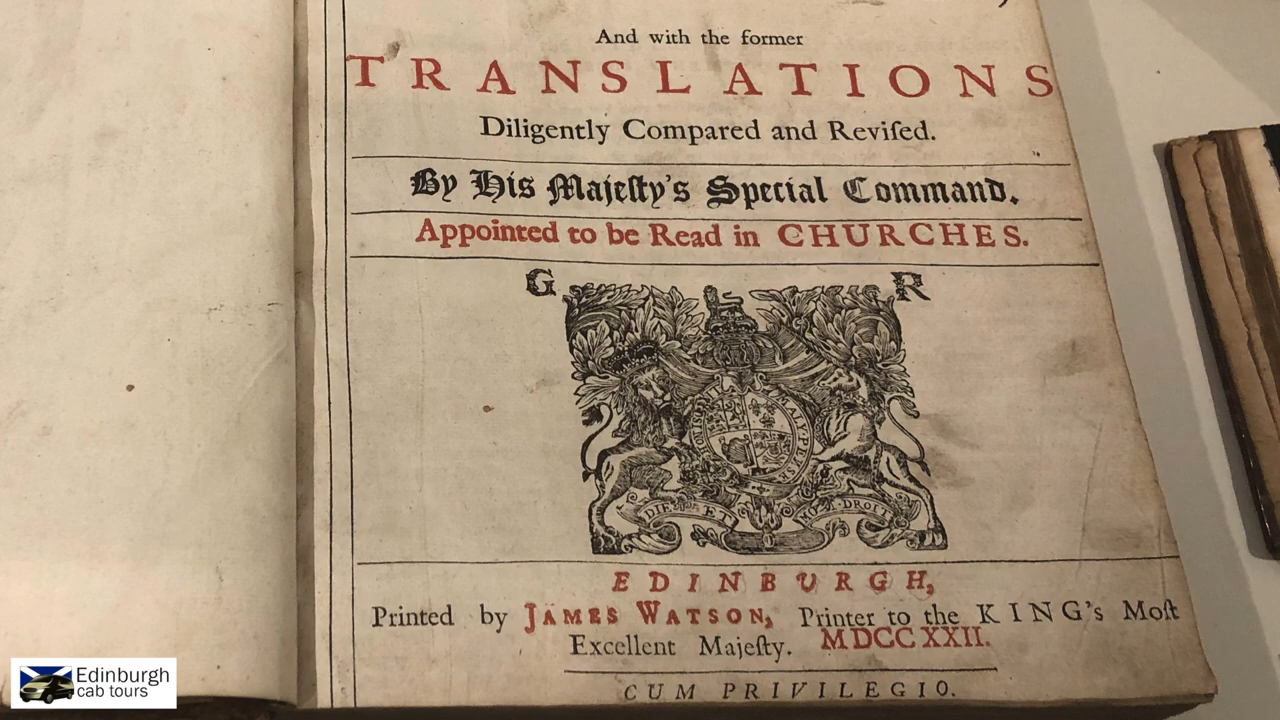 And with the former
TRANSLATIONS
Diligently Compared and Reviſed.
By His Majeſty's Special Command.
Appointed to be Read in CHURCHES.
G R
DIE ET MON DROIT
EDINBURGH,
Printed by JAMES WATSON, Printer to the KING's Moſt
Excellent Majeſty. MDCCXXII.
CUM PRIVILEGIO.
Edinburgh
cab tours